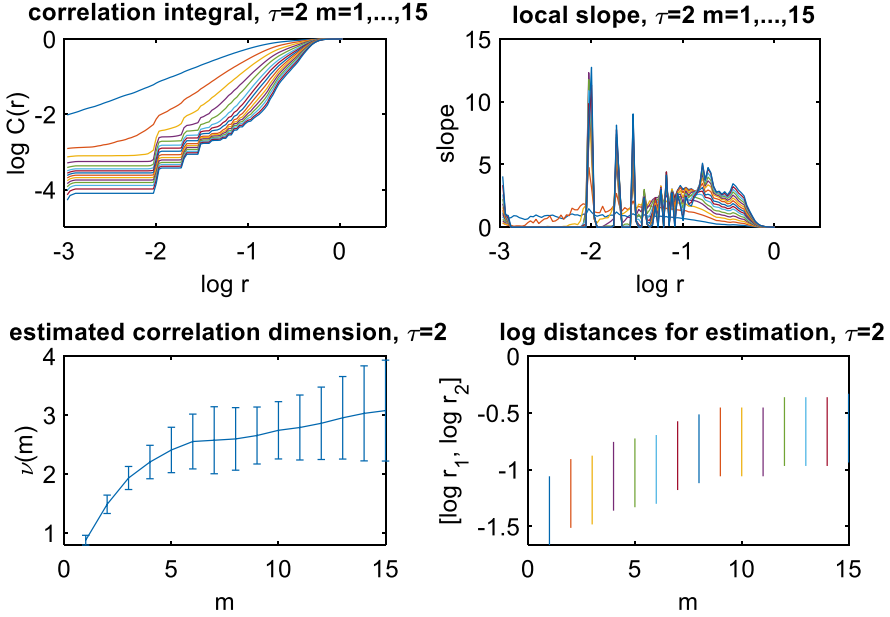 correlation integral, τ=2 m=1,...,15
0
-2
-4
log C(r)
-3
-2
-1
0
log r
local slope, τ=2 m=1,...,15
15
10
5
0
slope
-3
-2
-1
0
log r
estimated correlation dimension, τ=2
4
3
2
1
ν(m)
0
5
10
15
m
log distances for estimation, τ=2
0
-0.5
-1
-1.5
[log r₁, log r₂]
0
5
10
15
m